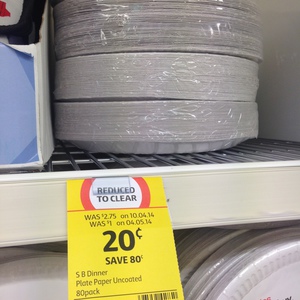 REDUCED
TO CLEAR
WAS $2.75 on 10.04.14
WAS $1 on 04.05.14
20¢
SAVE 80¢
S B Dinner
Plate Paper Uncoated
80pack